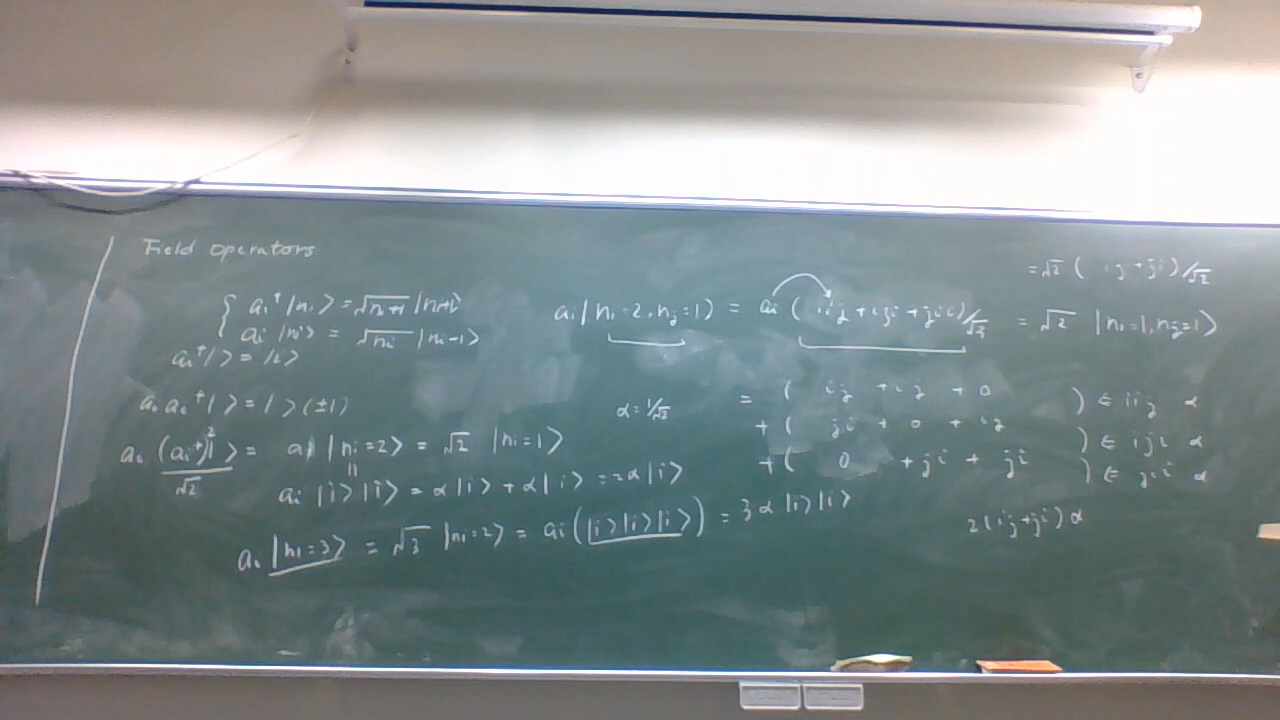 Field operators
{ aᵢ⁺ |nᵢ⟩ = √(nᵢ+1) |nᵢ+1⟩
aᵢ |nᵢ⟩ = √nᵢ |nᵢ-1⟩
aᵢ⁺ | ⟩ = |i⟩
aᵢ aᵢ⁺ | ⟩ = | ⟩ (±1)
aᵢ (aᵢ⁺)² | ⟩ / √2 = aᵢ |nᵢ=2⟩ = √2 |nᵢ=1⟩
||
aᵢ |i⟩ |i⟩ = α |i⟩ + α |i⟩ = 2α |i⟩
aᵢ |nᵢ=3⟩ = √3 |nᵢ=2⟩ = aᵢ ( |i⟩ |i⟩ |i⟩ ) = 3 α |i⟩ |i⟩
= √2 ( ij + ji ) / √2
aᵢ | nᵢ=2, nⱼ=1 ⟩ = aᵢ ( iij + iji + jii ) / √3 = √2 |nᵢ=1, nⱼ=1⟩
α = 1/√3
= ( ij + ij + 0 ) ∈ iij α
+ ( ji + 0 + ij ) ∈ iji α
+ ( 0 + ji + ji ) ∈ jii α
2 ( ij + ji ) α